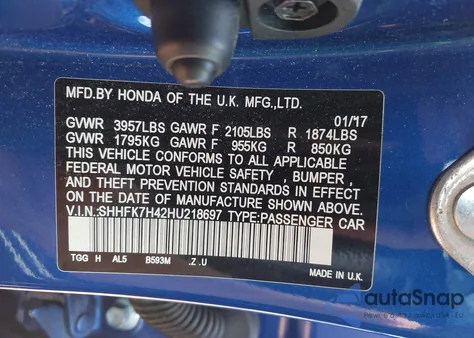 MFD.BY HONDA OF THE U.K. MFG.,LTD.
01/'17
GVWR 3957LBS GAWR F 2105LBS R 1874LBS
GVWR 1795KG GAWR F 955KG R 850KG
THIS VEHICLE CONFORMS TO ALL APPLICABLE
FEDERAL MOTOR VEHICLE SAFETY , BUMPER ,
AND THEFT PREVENTION STANDARDS IN EFFECT
ON THE DATE OF MANUFACTURE SHOWN ABOVE.
V.I.N:SHHFK7H42HU218697 TYPE:PASSENGER CAR
TGG H AL5 B593M .Z .U
MADE IN U.K.
autoSnap